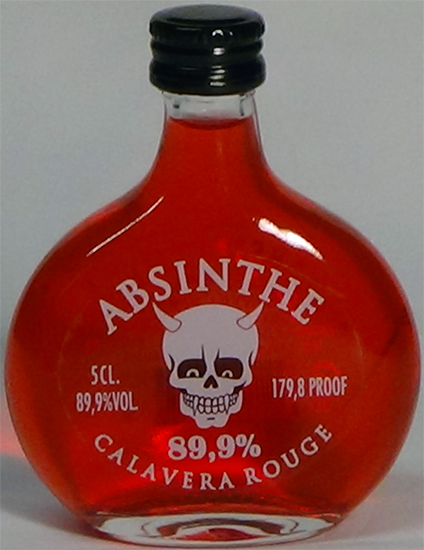 ABSINTHE
5CL.
89,9%VOL.
179,8 PROOF
89,9%
CALAVERA ROUGE